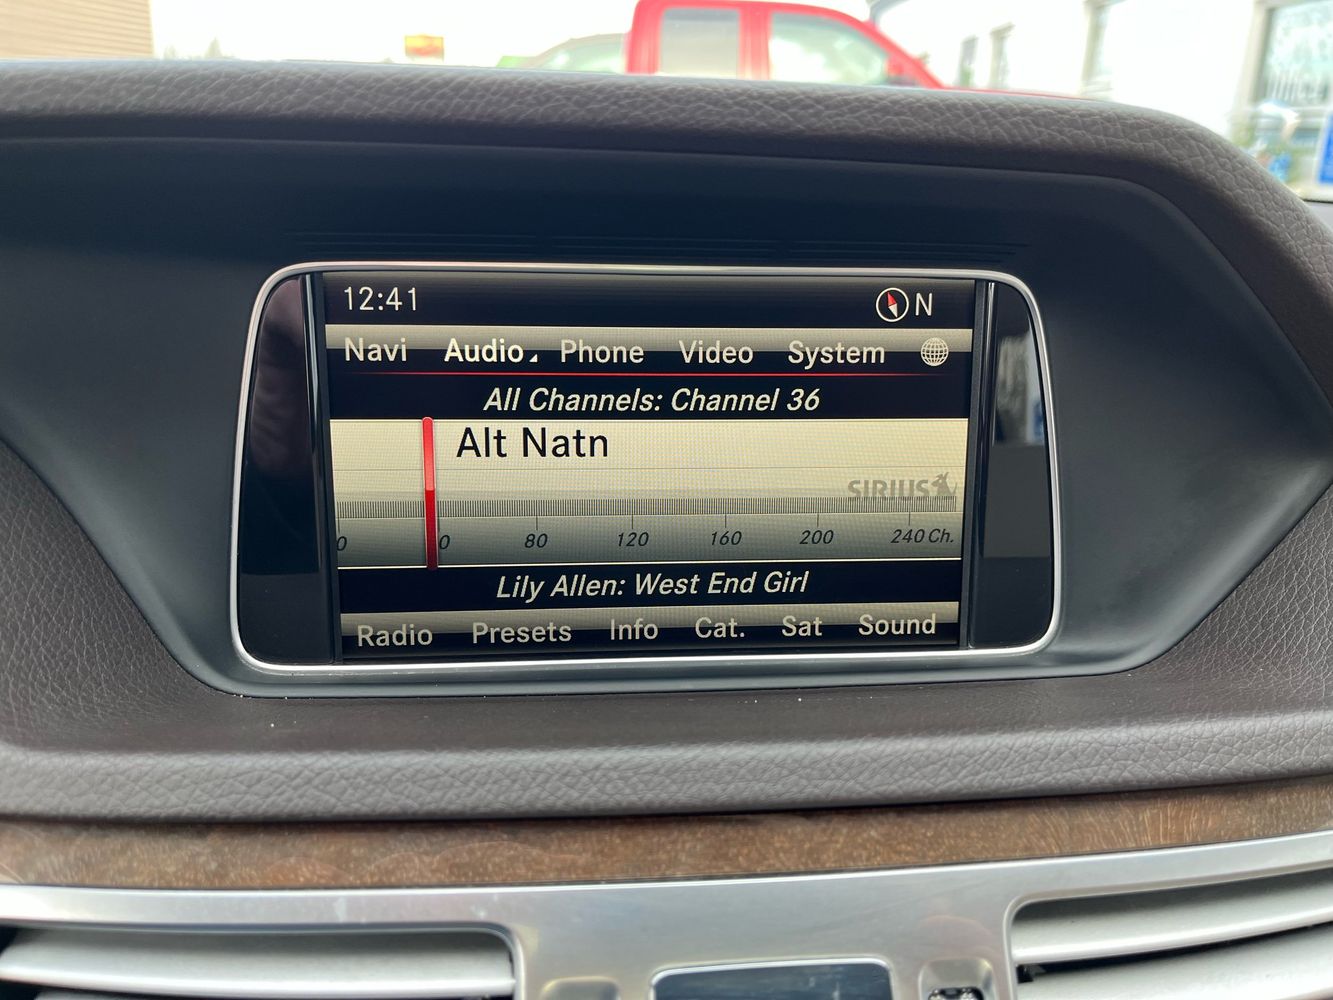 12:41 N
Navi Audio Phone Video System
All Channels: Channel 36
Alt Natn
SIRIUS
0 0 80 120 160 200 240 Ch.
Lily Allen: West End Girl
Radio Presets Info Cat. Sat Sound